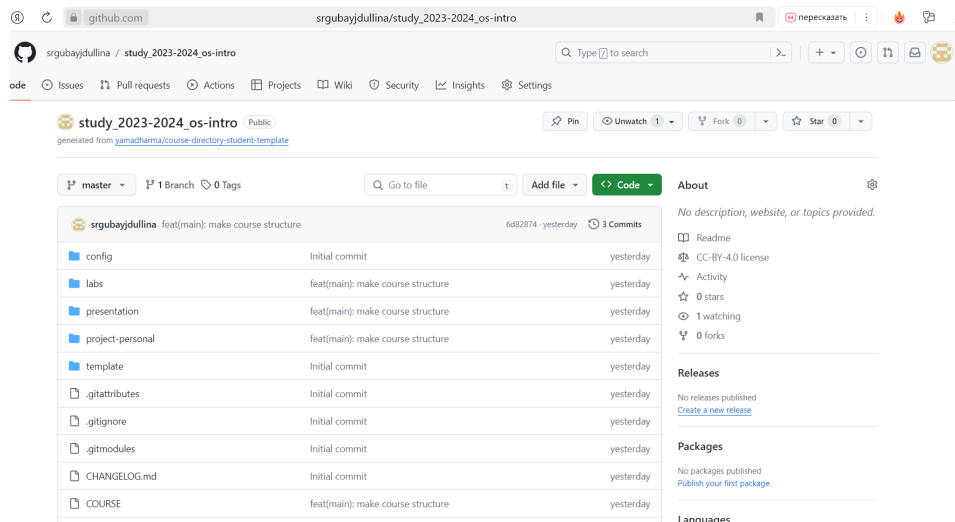 github.com
srgubayjdullina/study_2023-2024_os-intro
пересказать
srgubayjdullina / study_2023-2024_os-intro
Type / to search
ode Issues Pull requests Actions Projects Wiki Security Insights Settings
study_2023-2024_os-intro Public
Pin Unwatch 1 Fork 0 Star 0
generated from yamadharma/course-directory-student-template
master 1 Branch 0 Tags Go to file t Add file Code
srgubayjdullina feat(main): make course structure 6d82874 · yesterday 3 Commits
config Initial commit yesterday
labs feat(main): make course structure yesterday
presentation feat(main): make course structure yesterday
project-personal feat(main): make course structure yesterday
template Initial commit yesterday
.gitattributes Initial commit yesterday
.gitignore Initial commit yesterday
.gitmodules Initial commit yesterday
CHANGELOG.md Initial commit yesterday
COURSE feat(main): make course structure yesterday
About
No description, website, or topics provided.
Readme
CC-BY-4.0 license
Activity
0 stars
1 watching
0 forks
Releases
No releases published
Create a new release
Packages
No packages published
Publish your first package
Languages